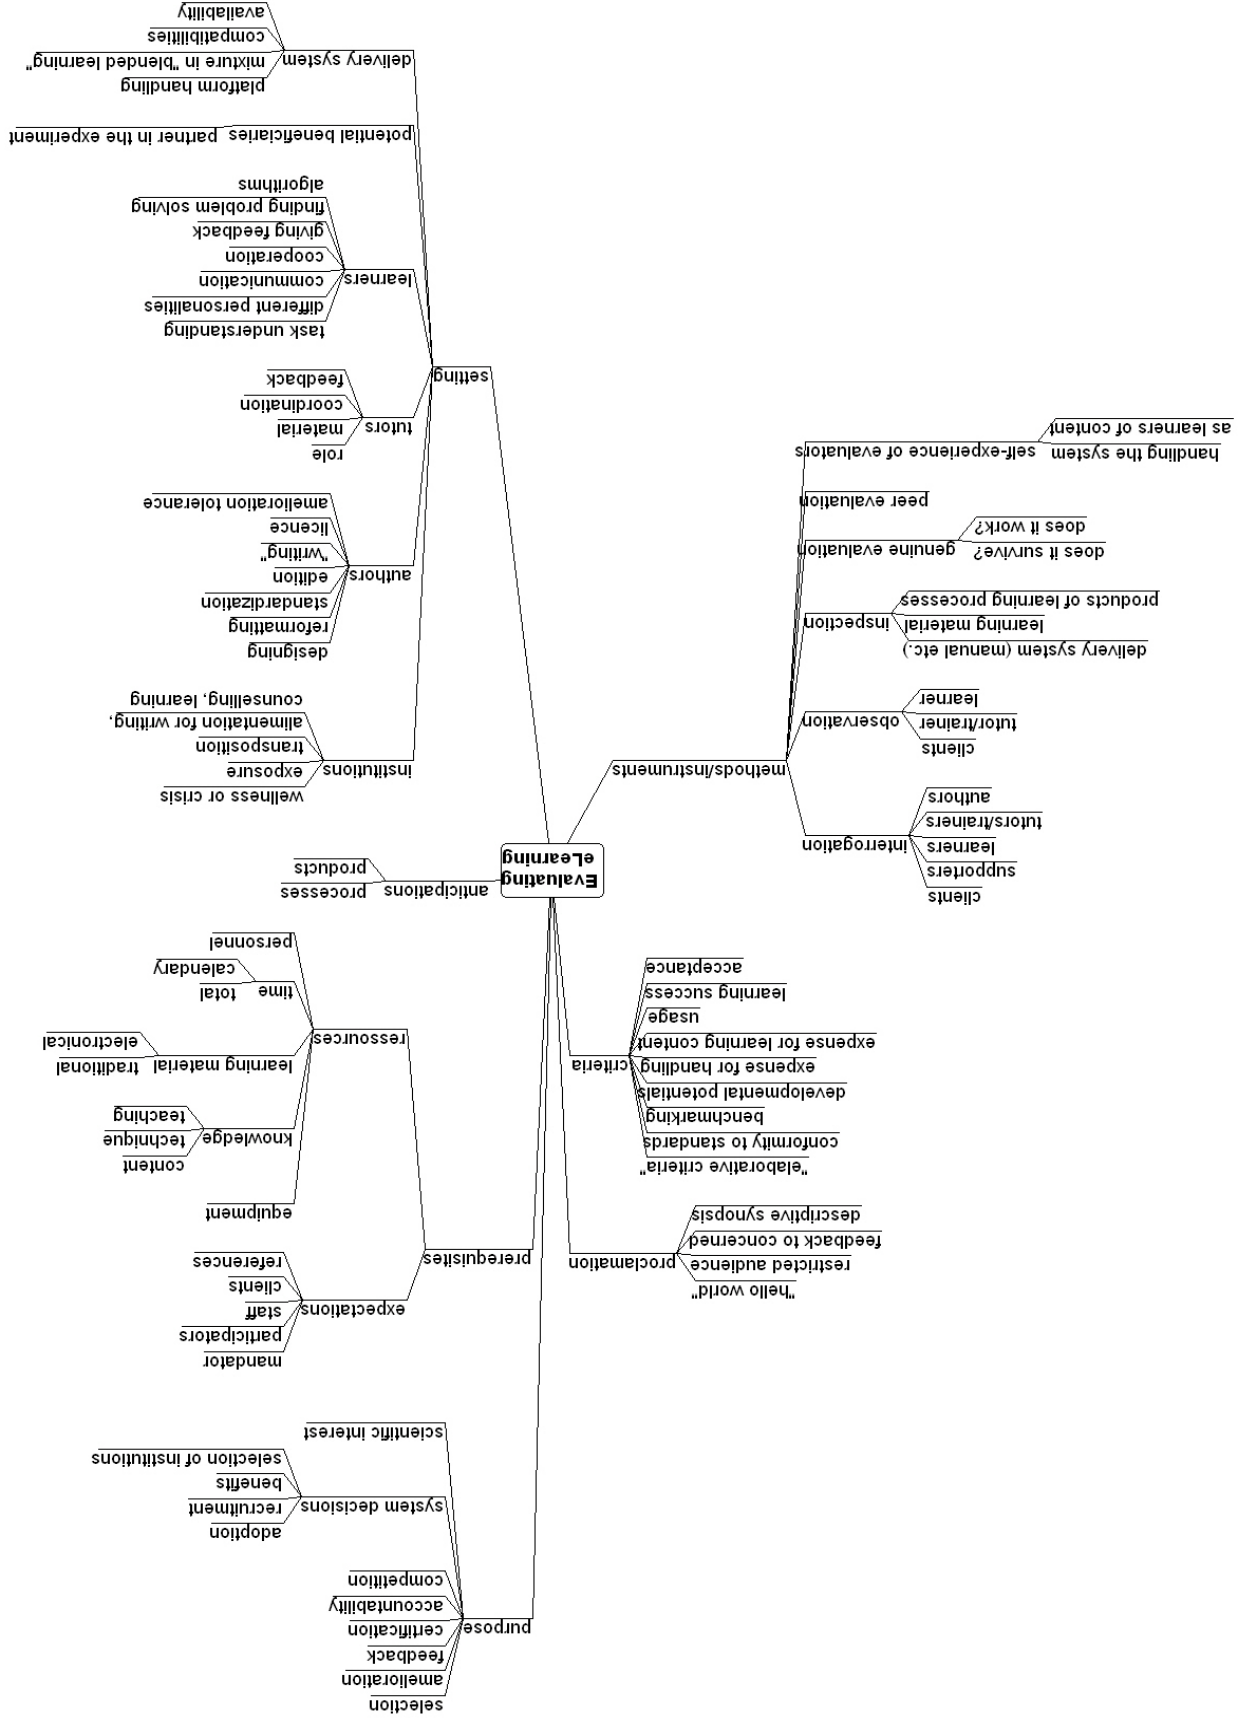 Evaluating
eLearning
purpose
selection
amelioration
feedback
certification
accountability
competition
system decisions
adoption
recruitment
benefits
selection of institutions
scientific interest
prerequisites
expectations
mandator
participators
staff
clients
references
ressources
equipment
knowledge
content
technique
teaching
learning material
traditional
electronical
time
total
calendary
personnel
anticipations
processes
products
setting
institutions
wellness or crisis
exposure
transposition
alimentation for writing,
counselling, learning
authors
designing
reformatting
standardization
edition
"writing"
licence
amelioration tolerance
tutors
role
material
coordination
feedback
learners
task understanding
different personalities
communication
cooperation
giving feedback
finding problem solving
algorithms
potential beneficiaries
partner in the experiment
delivery system
platform handling
mixture in "blended learning"
compatibilities
availability
proclamation
"hello world"
restricted audience
feedback to concerned
descriptive synopsis
criteria
"elaborative criteria"
conformity to standards
benchmarking
developmental potentials
expense for handling
expense for learning content
usage
learning success
acceptance
methods/instruments
interrogation
clients
supporters
learners
tutors/trainers
authors
observation
clients
tutor/trainer
learner
inspection
delivery system (manual etc.)
learning material
products of learning processes
genuine evaluation
does it survive?
does it work?
peer evaluation
self-experience of evaluators
handling the system
as learners of content